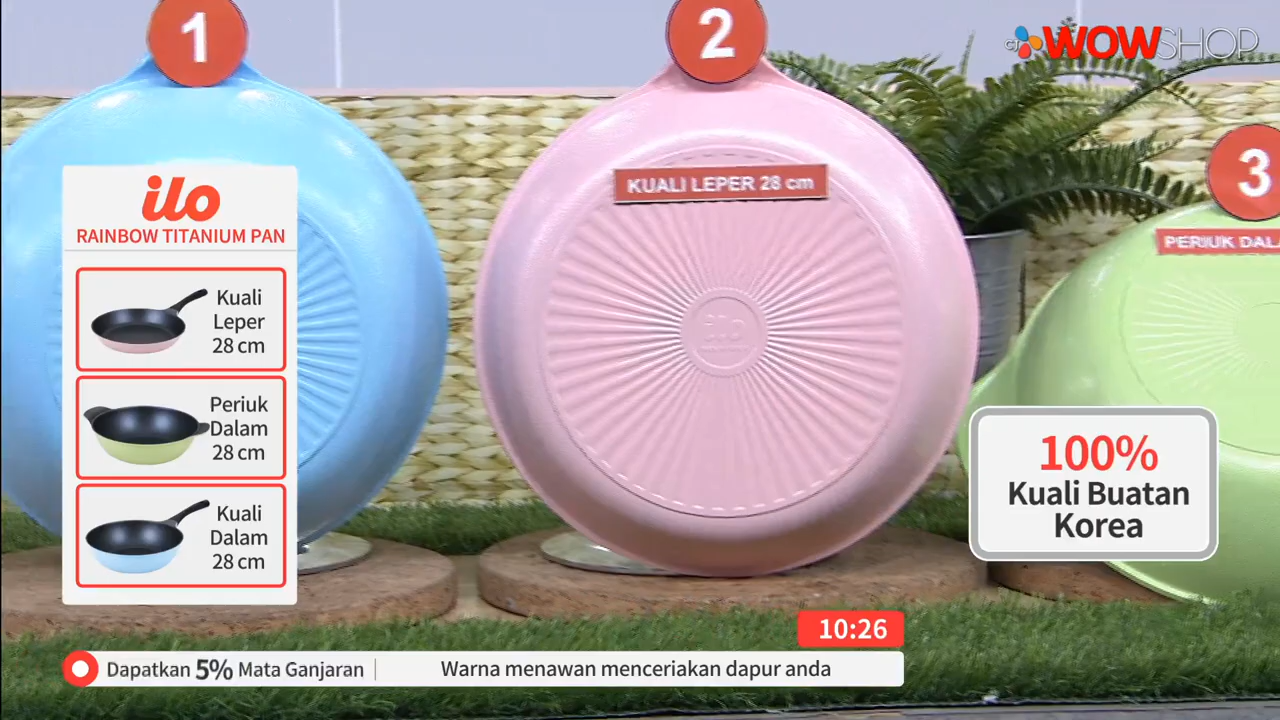 1
2
CJ WOWSHOP
3
KUALI LEPER 28 cm
ilo
RAINBOW TITANIUM PAN
Kuali
Leper
28 cm
Periuk
Dalam
28 cm
Kuali
Dalam
28 cm
100%
Kuali Buatan
Korea
10:26
Dapatkan 5% Mata Ganjaran
Warna menawan menceriakan dapur anda
PERIUK
ilo